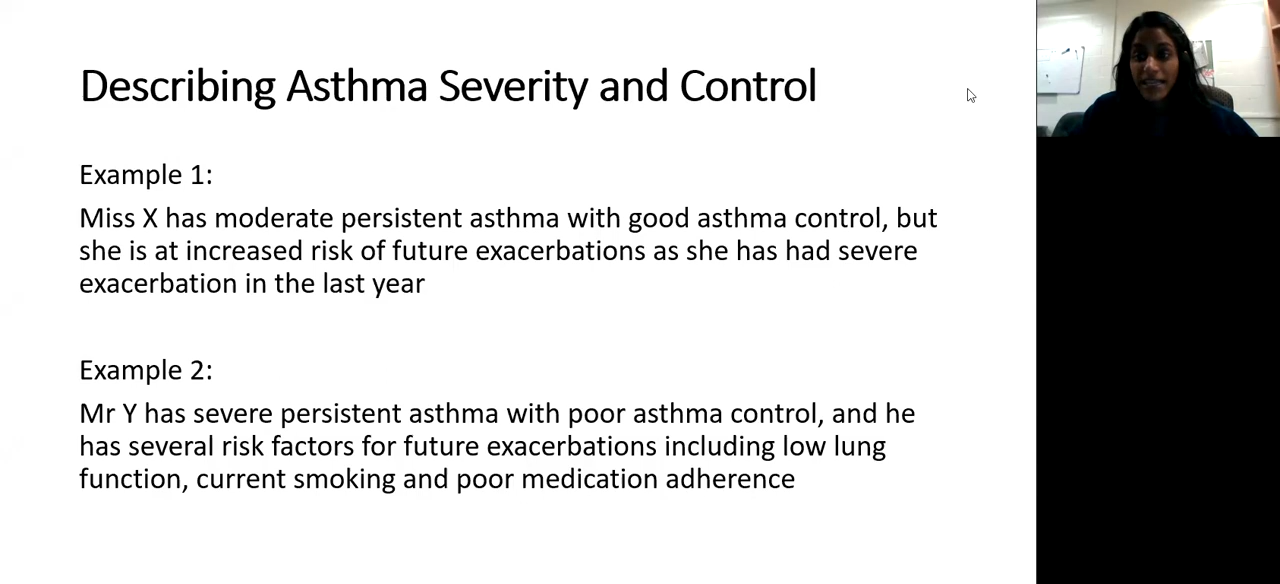 Describing Asthma Severity and Control
Example 1:
Miss X has moderate persistent asthma with good asthma control, but
she is at increased risk of future exacerbations as she has had severe
exacerbation in the last year
Example 2:
Mr Y has severe persistent asthma with poor asthma control, and he
has several risk factors for future exacerbations including low lung
function, current smoking and poor medication adherence